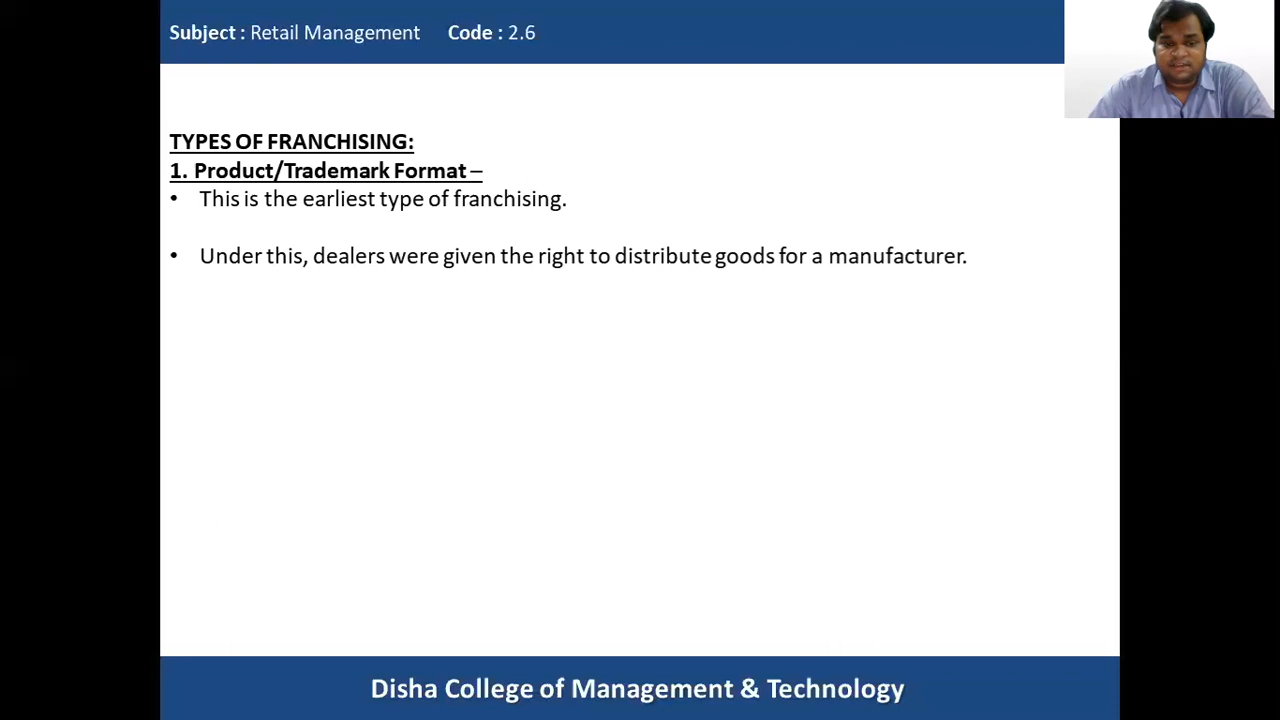 Subject : Retail Management Code : 2.6
TYPES OF FRANCHISING:
1. Product/Trademark Format –
• This is the earliest type of franchising.
• Under this, dealers were given the right to distribute goods for a manufacturer.
Disha College of Management & Technology